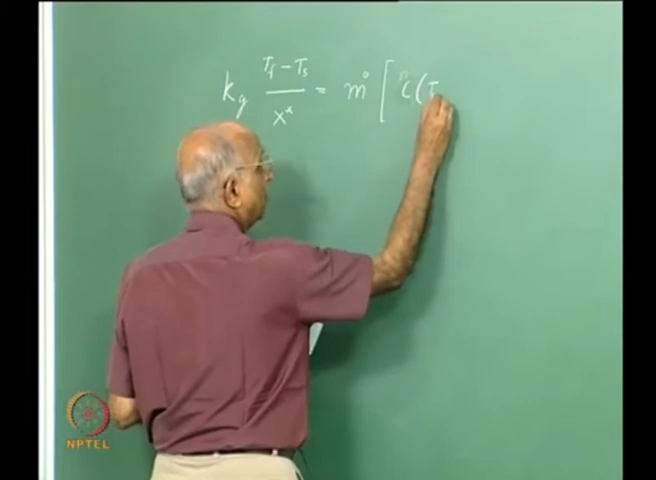 k_g (T_f - T_s)/x* = ṁ [ C (T
NPTEL